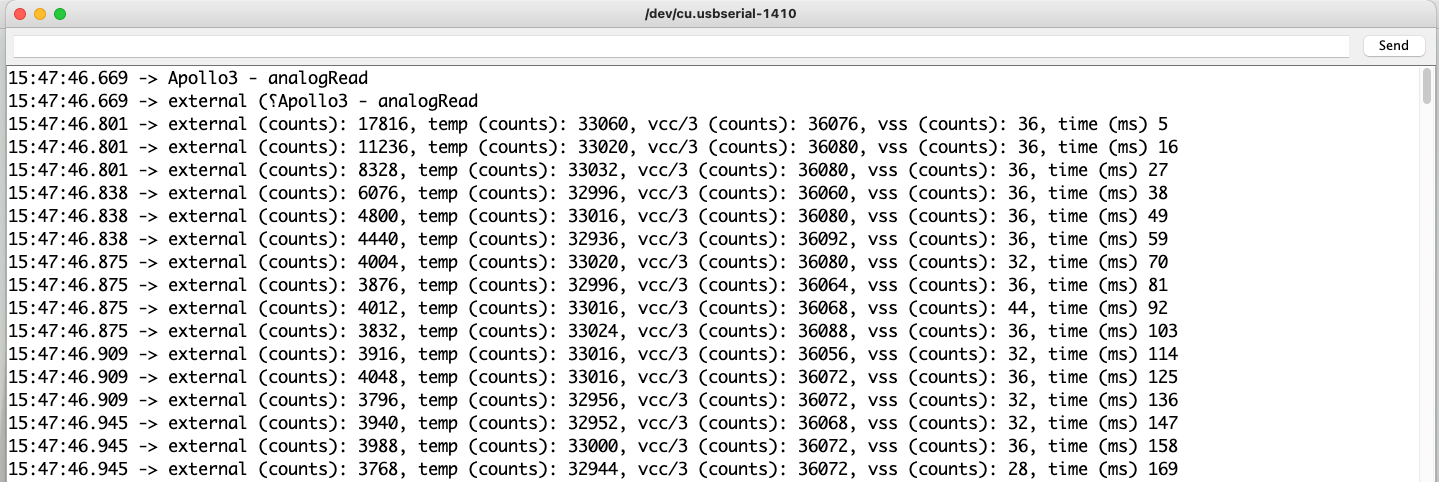 /dev/cu.usbserial-1410
Send
15:47:46.669 -> Apollo3 - analogRead
15:47:46.669 -> external (⸮Apollo3 - analogRead
15:47:46.801 -> external (counts): 17816, temp (counts): 33060, vcc/3 (counts): 36076, vss (counts): 36, time (ms) 5
15:47:46.801 -> external (counts): 11236, temp (counts): 33020, vcc/3 (counts): 36080, vss (counts): 36, time (ms) 16
15:47:46.801 -> external (counts): 8328, temp (counts): 33032, vcc/3 (counts): 36080, vss (counts): 36, time (ms) 27
15:47:46.838 -> external (counts): 6076, temp (counts): 32996, vcc/3 (counts): 36060, vss (counts): 36, time (ms) 38
15:47:46.838 -> external (counts): 4800, temp (counts): 33016, vcc/3 (counts): 36080, vss (counts): 36, time (ms) 49
15:47:46.838 -> external (counts): 4440, temp (counts): 32936, vcc/3 (counts): 36092, vss (counts): 36, time (ms) 59
15:47:46.875 -> external (counts): 4004, temp (counts): 33020, vcc/3 (counts): 36080, vss (counts): 32, time (ms) 70
15:47:46.875 -> external (counts): 3876, temp (counts): 32996, vcc/3 (counts): 36064, vss (counts): 36, time (ms) 81
15:47:46.875 -> external (counts): 4012, temp (counts): 33016, vcc/3 (counts): 36068, vss (counts): 44, time (ms) 92
15:47:46.875 -> external (counts): 3832, temp (counts): 33024, vcc/3 (counts): 36088, vss (counts): 36, time (ms) 103
15:47:46.909 -> external (counts): 3916, temp (counts): 33016, vcc/3 (counts): 36056, vss (counts): 32, time (ms) 114
15:47:46.909 -> external (counts): 4048, temp (counts): 33016, vcc/3 (counts): 36072, vss (counts): 36, time (ms) 125
15:47:46.909 -> external (counts): 3796, temp (counts): 32956, vcc/3 (counts): 36072, vss (counts): 32, time (ms) 136
15:47:46.945 -> external (counts): 3940, temp (counts): 32952, vcc/3 (counts): 36068, vss (counts): 32, time (ms) 147
15:47:46.945 -> external (counts): 3988, temp (counts): 33000, vcc/3 (counts): 36072, vss (counts): 36, time (ms) 158
15:47:46.945 -> external (counts): 3768, temp (counts): 32944, vcc/3 (counts): 36072, vss (counts): 28, time (ms) 169